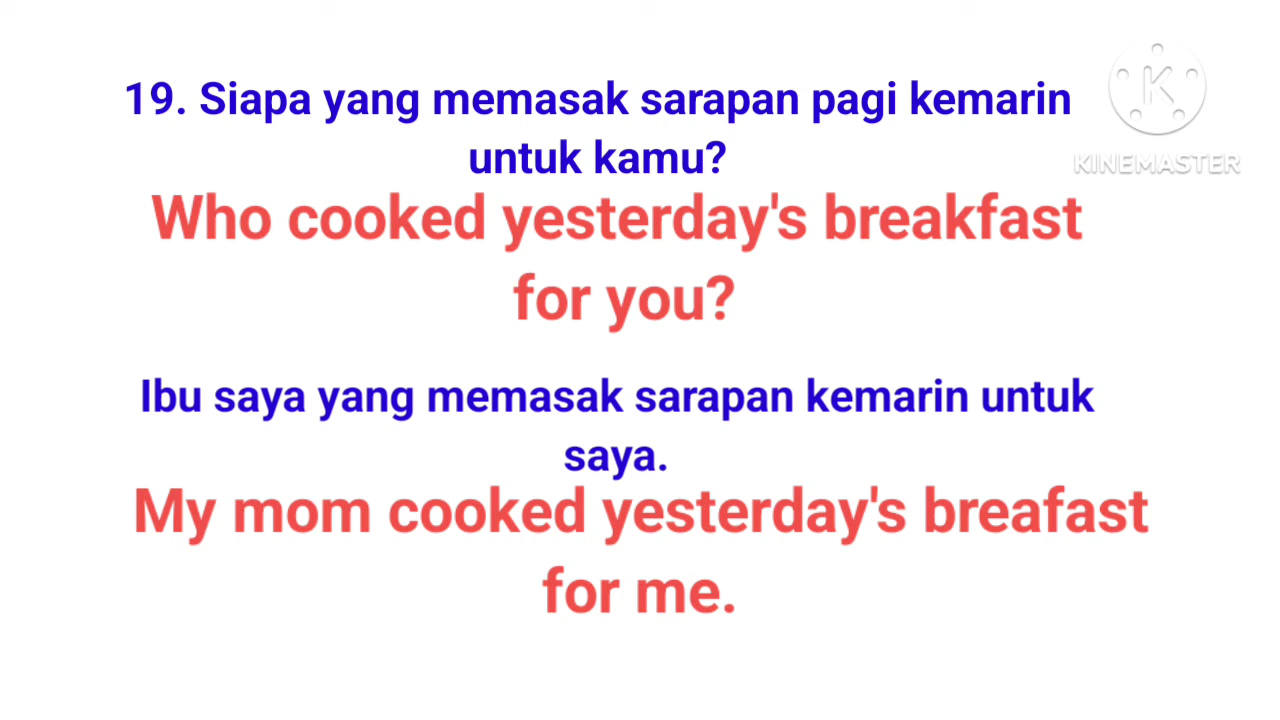 19. Siapa yang memasak sarapan pagi kemarin
untuk kamu?
Who cooked yesterday's breakfast
for you?
Ibu saya yang memasak sarapan kemarin untuk
saya.
My mom cooked yesterday's breafast
for me.
K
KINEMASTER